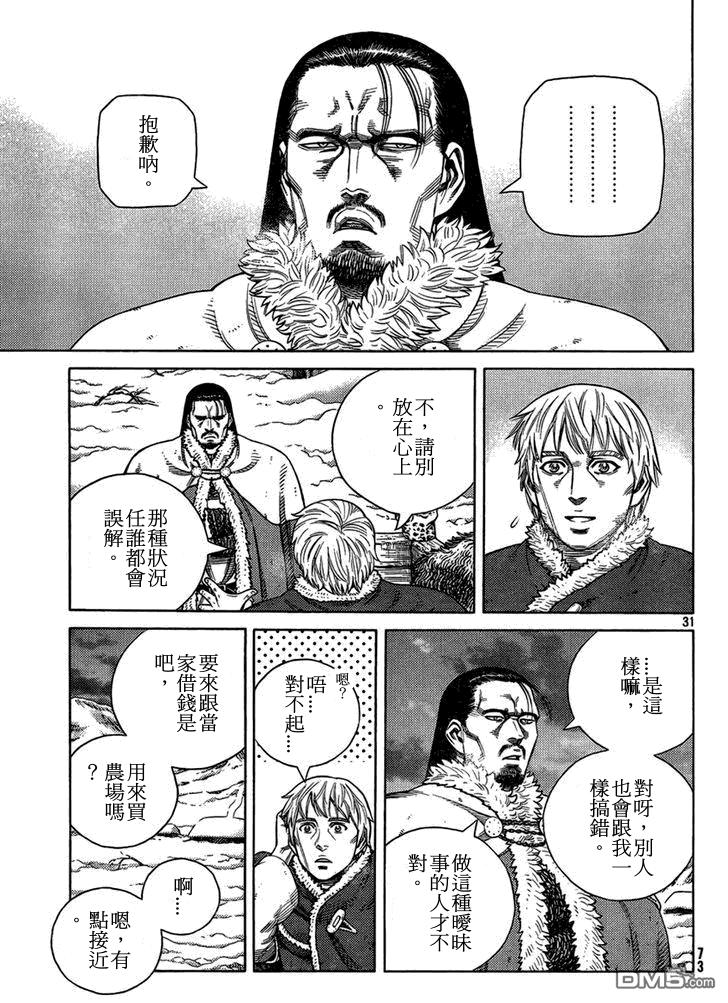 ⋯⋯⋯⋯
⋯⋯⋯⋯
⋯⋯⋯⋯
抱歉吶。
不，請別
放在心上
。
那種狀況
任誰都會
誤解。
31
⋯⋯是這
樣嘛，
對呀，別人
也會跟我一
樣搞錯。
做這種曖昧
事的人才不
對。
嗯？
唔⋯⋯
對不起⋯⋯
要來跟當
家借錢是
吧，
用來買
農場嗎
？
啊⋯⋯
嗯，有
點接近
73
DM5.com